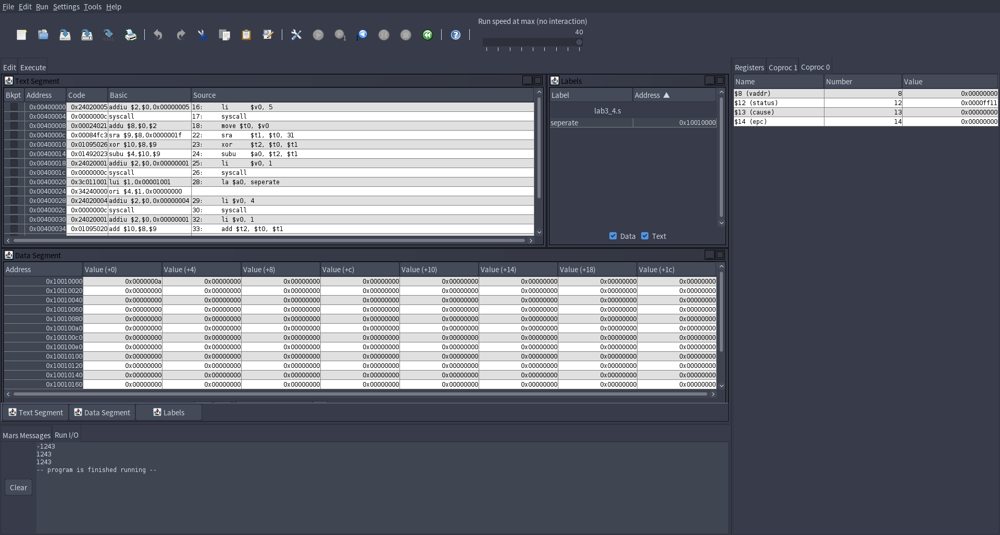 File Edit Run Settings Tools Help
Run speed at max (no interaction)
40
Edit Execute
Text Segment
Bkpt Address Code Basic Source
0x00400000 0x24020005 addiu $2,$0,0x00000005 16: li $v0, 5
0x00400004 0x0000000c syscall 17: syscall
0x00400008 0x00024021 addu $8,$0,$2 18: move $t0, $v0
0x0040000c 0x00084fc3 sra $9,$8,0x0000001f 22: sra $t1, $t0, 31
0x00400010 0x01095026 xor $10,$8,$9 23: xor $t2, $t0, $t1
0x00400014 0x01492023 subu $4,$10,$9 24: subu $a0, $t2, $t1
0x00400018 0x24020001 addiu $2,$0,0x00000001 25: li $v0, 1
0x0040001c 0x0000000c syscall 26: syscall
0x00400020 0x3c011001 lui $1,0x00001001 28: la $a0, seperate
0x00400024 0x34240000 ori $4,$1,0x00000000
0x00400028 0x24020004 addiu $2,$0,0x00000004 29: li $v0, 4
0x0040002c 0x0000000c syscall 30: syscall
0x00400030 0x24020001 addiu $2,$0,0x00000001 32: li $v0, 1
0x00400034 0x01095020 add $10,$8,$9 33: add $t2, $t0, $t1
Labels
Label Address ▲
lab3_4.s
seperate 0x10010000
Data Text
Data Segment
Address Value (+0) Value (+4) Value (+8) Value (+c) Value (+10) Value (+14) Value (+18) Value (+1c)
0x10010000 0x0000000a 0x00000000 0x00000000 0x00000000 0x00000000 0x00000000 0x00000000 0x00000000
0x10010020 0x00000000 0x00000000 0x00000000 0x00000000 0x00000000 0x00000000 0x00000000 0x00000000
0x10010040 0x00000000 0x00000000 0x00000000 0x00000000 0x00000000 0x00000000 0x00000000 0x00000000
0x10010060 0x00000000 0x00000000 0x00000000 0x00000000 0x00000000 0x00000000 0x00000000 0x00000000
0x10010080 0x00000000 0x00000000 0x00000000 0x00000000 0x00000000 0x00000000 0x00000000 0x00000000
0x100100a0 0x00000000 0x00000000 0x00000000 0x00000000 0x00000000 0x00000000 0x00000000 0x00000000
0x100100c0 0x00000000 0x00000000 0x00000000 0x00000000 0x00000000 0x00000000 0x00000000 0x00000000
0x100100e0 0x00000000 0x00000000 0x00000000 0x00000000 0x00000000 0x00000000 0x00000000 0x00000000
0x10010100 0x00000000 0x00000000 0x00000000 0x00000000 0x00000000 0x00000000 0x00000000 0x00000000
0x10010120 0x00000000 0x00000000 0x00000000 0x00000000 0x00000000 0x00000000 0x00000000 0x00000000
0x10010140 0x00000000 0x00000000 0x00000000 0x00000000 0x00000000 0x00000000 0x00000000 0x00000000
0x10010160 0x00000000 0x00000000 0x00000000 0x00000000 0x00000000 0x00000000 0x00000000 0x00000000
Text Segment Data Segment Labels
Mars Messages Run I/O
-1243
1243
1243
-- program is finished running --
Clear
Registers Coproc 1 Coproc 0
Name Number Value
$8 (vaddr) 8 0x00000000
$12 (status) 12 0x0000ff11
$13 (cause) 13 0x00000000
$14 (epc) 14 0x00000000